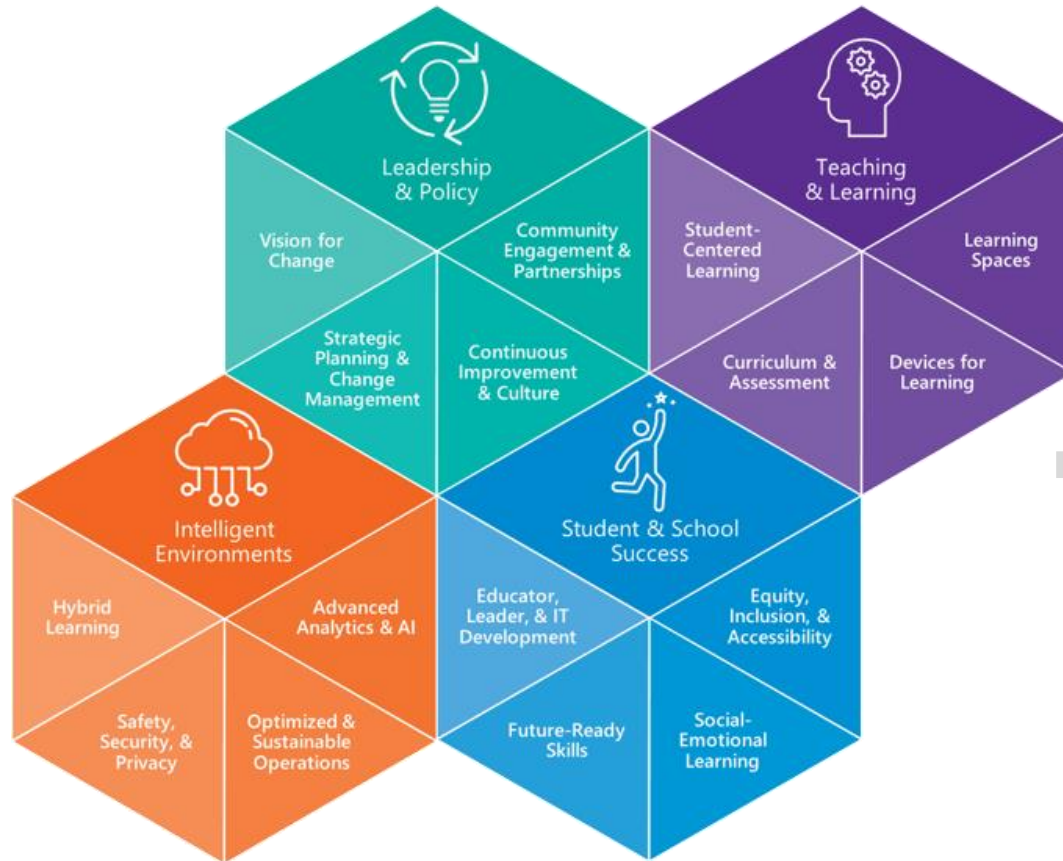 Leadership
& Policy
Vision for
Change
Strategic
Planning &
Change
Management
Continuous
Improvement
& Culture
Community
Engagement &
Partnerships
Teaching
& Learning
Student-
Centered
Learning
Curriculum &
Assessment
Devices for
Learning
Learning
Spaces
Intelligent
Environments
Hybrid
Learning
Safety,
Security, &
Privacy
Optimized &
Sustainable
Operations
Advanced
Analytics & AI
Student & School
Success
Educator,
Leader, & IT
Development
Future-Ready
Skills
Social-
Emotional
Learning
Equity,
Inclusion, &
Accessibility